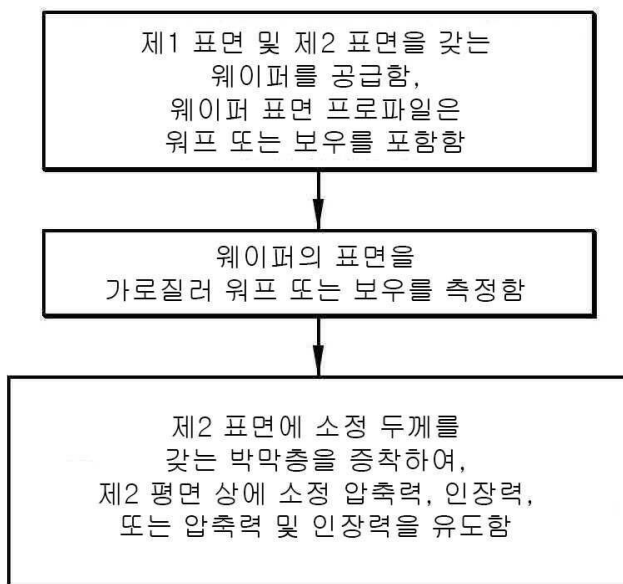 제1 표면 및 제2 표면을 갖는
웨이퍼를 공급함,
웨이퍼 표면 프로파일은
워프 또는 보우를 포함함
웨이퍼의 표면을
가로질러 워프 또는 보우를 측정함
제2 표면에 소정 두께를
갖는 박막층을 증착하여,
제2 평면 상에 소정 압축력, 인장력,
또는 압축력 및 인장력을 유도함